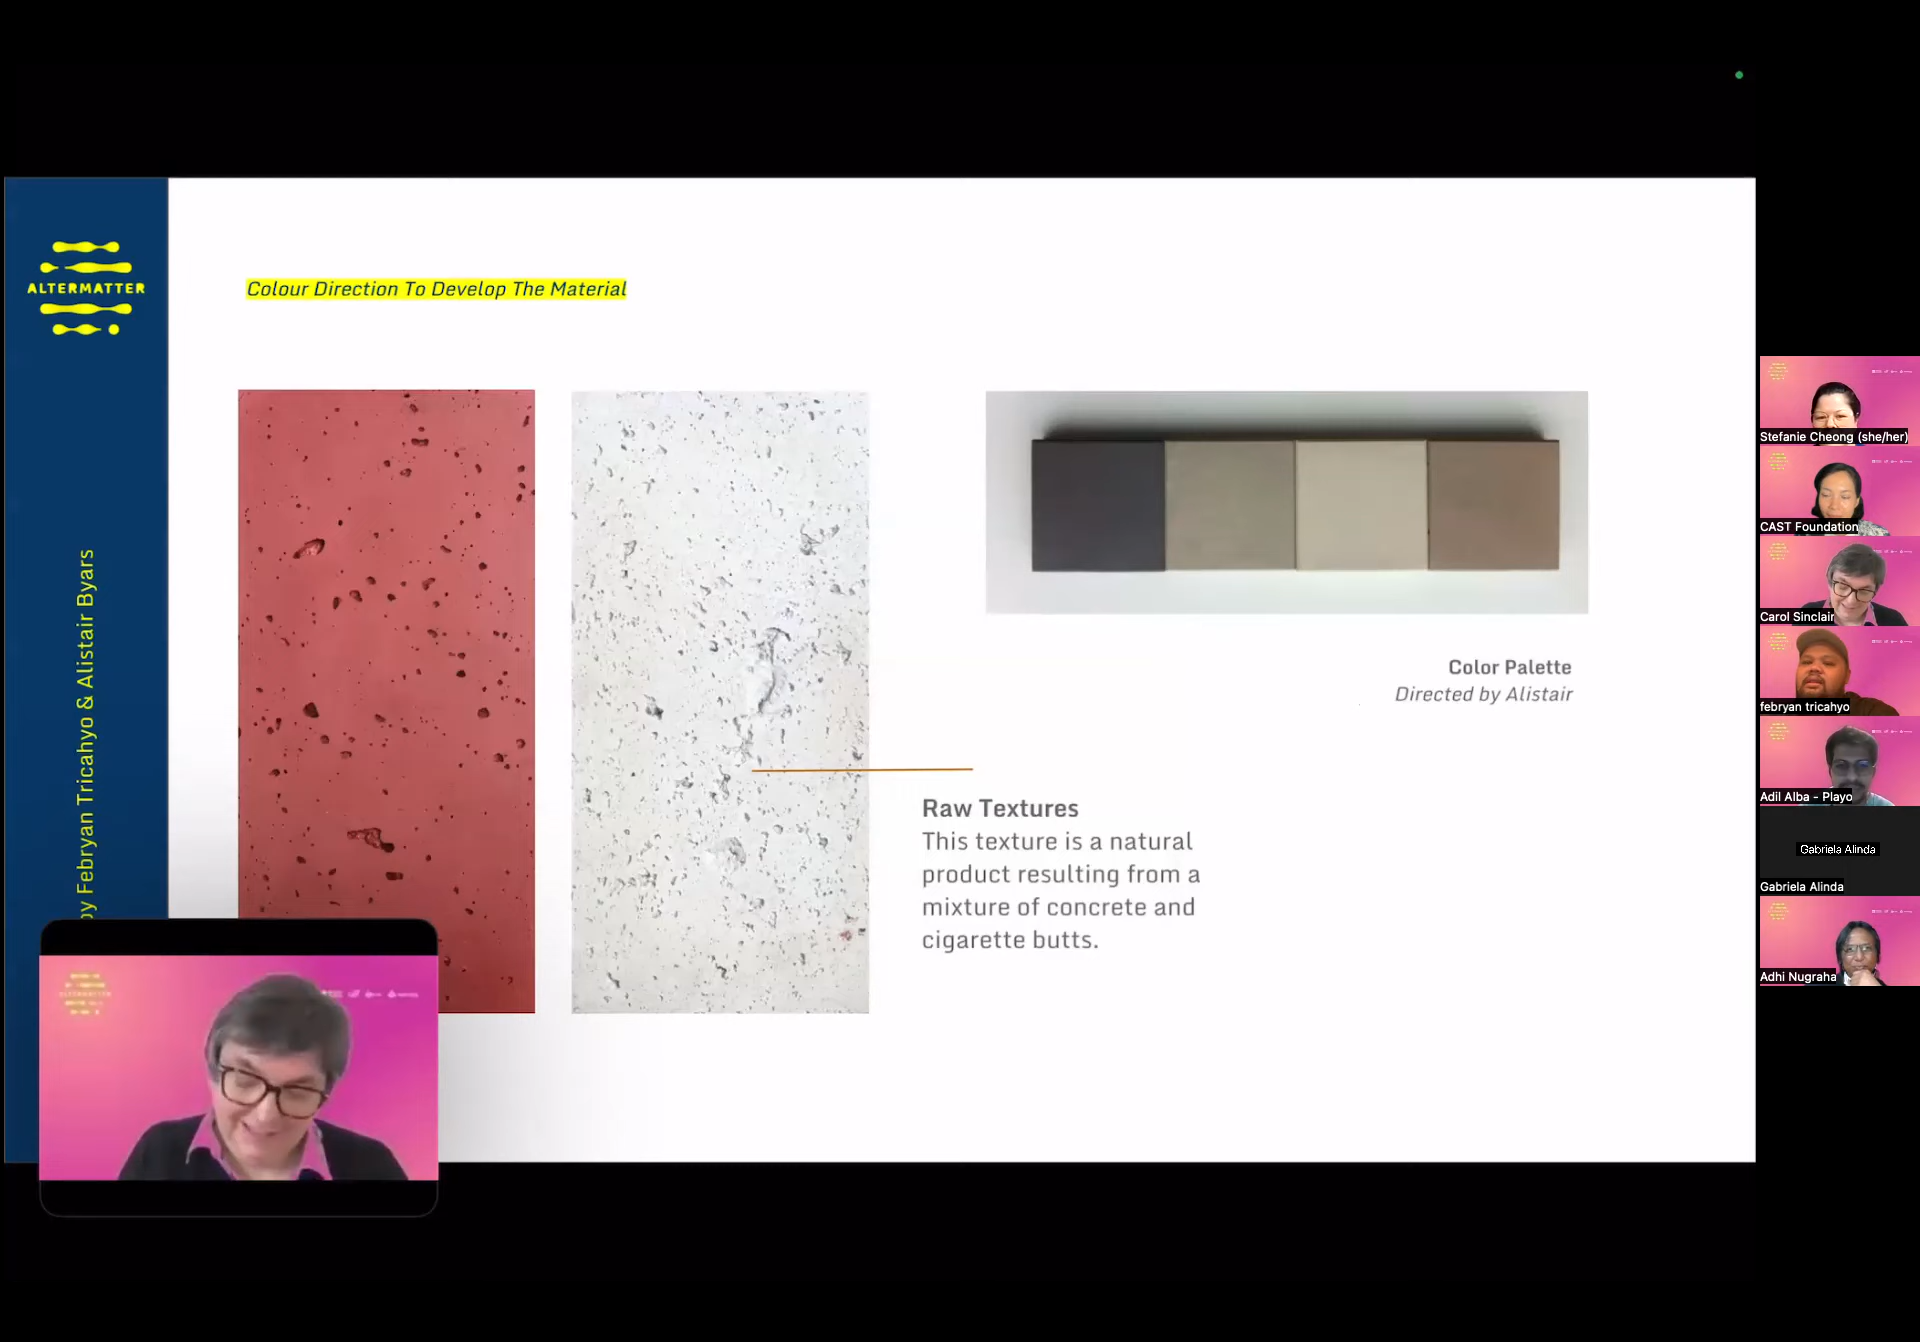 ALTERMATTER
by Febryan Tricahyo & Alistair Byars
Colour Direction To Develop The Material
Color Palette
Directed by Alistair
Raw Textures
This texture is a natural
product resulting from a
mixture of concrete and
cigarette butts.
Stefanie Cheong (she/her)
CAST Foundation
Carol Sinclair
febryan tricahyo
Adil Alba - Playo
Gabriela Alinda
Gabriela Alinda
Adhi Nugraha